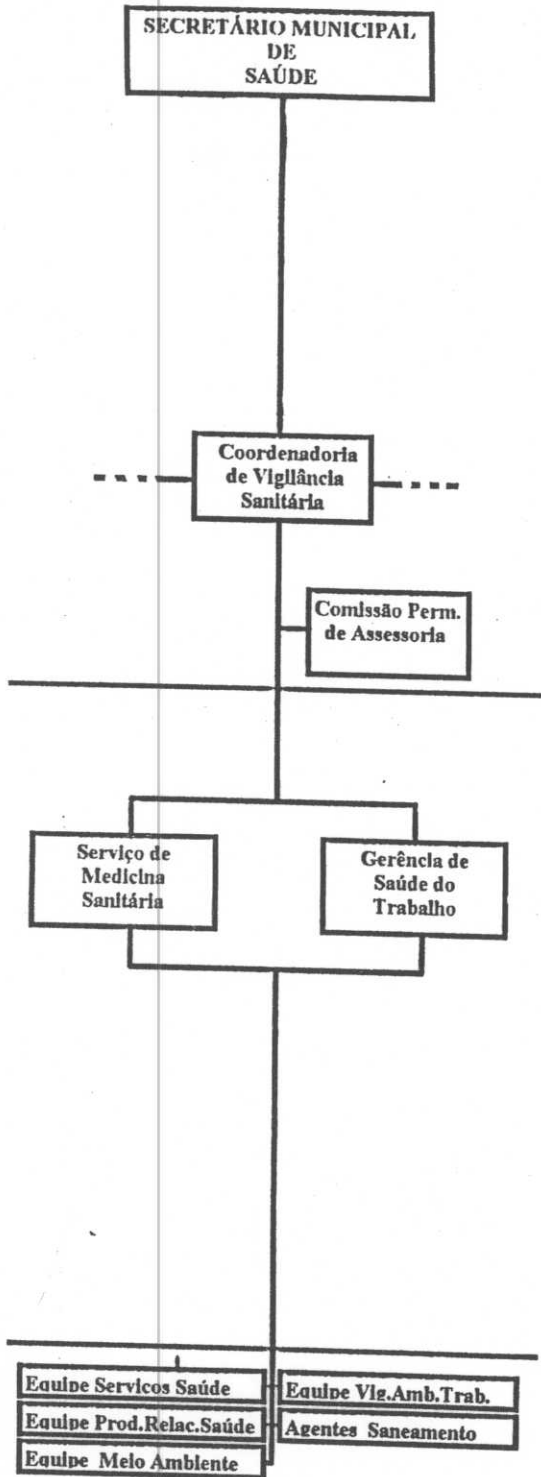 SECRETÁRIO MUNICIPAL
DE
SAÚDE
Coordenadoria
de Vigilância
Sanitária
Comissão Perm.
de Assessoria
Serviço de
Medicina
Sanitária
Gerência de
Saúde do
Trabalho
Equipe Servicos Saúde
Equipe Vig.Amb.Trab.
Equipe Prod.Relac.Saúde
Agentes Saneamento
Equipe Meio Ambiente